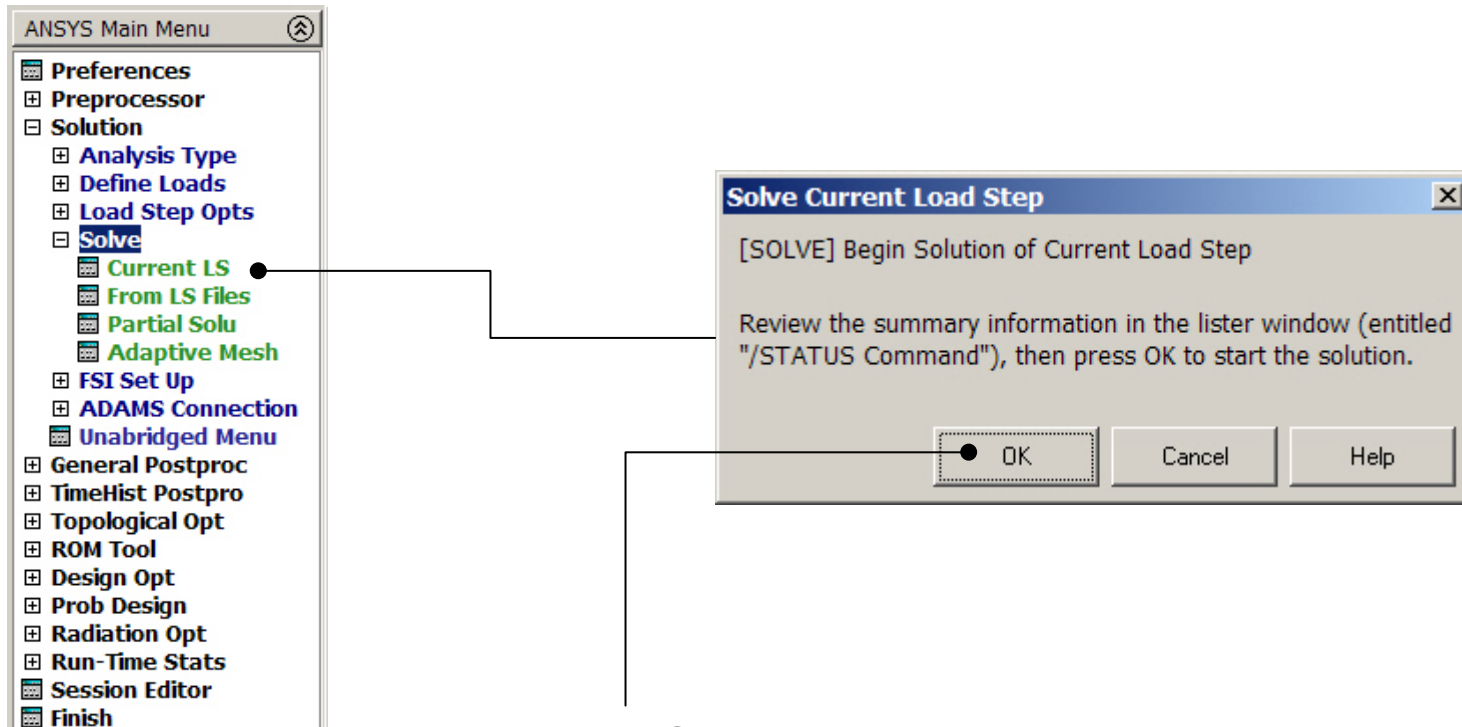 ANSYS Main Menu
Preferences
Preprocessor
Solution
Analysis Type
Define Loads
Load Step Opts
Solve
Current LS
From LS Files
Partial Solu
Adaptive Mesh
FSI Set Up
ADAMS Connection
Unabridged Menu
General Postproc
TimeHist Postpro
Topological Opt
ROM Tool
Design Opt
Prob Design
Radiation Opt
Run-Time Stats
Session Editor
Finish
Solve Current Load Step
[SOLVE] Begin Solution of Current Load Step
Review the summary information in the lister window (entitled
"/STATUS Command"), then press OK to start the solution.
OK Cancel Help